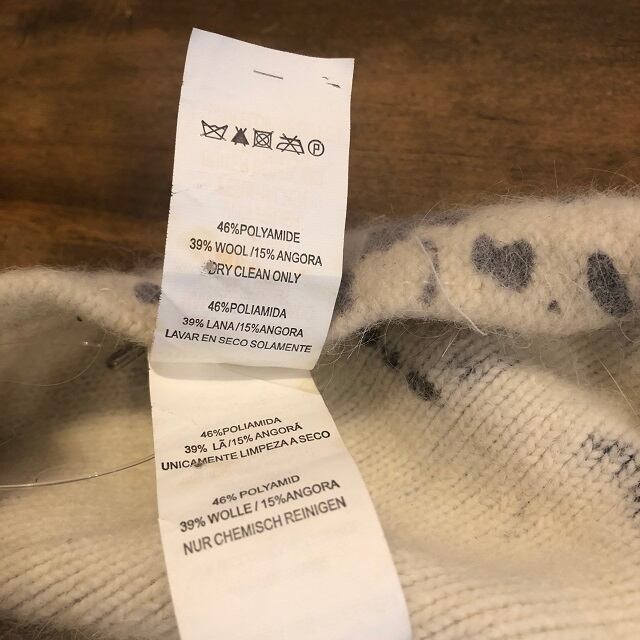 P
46%POLYAMIDE
39% WOOL/15%ANGORA
DRY CLEAN ONLY
46%POLIAMIDA
39% LANA/15%ANGORA
LAVAR EN SECO SOLAMENTE
46%POLIAMIDA
39% LÃ/15%ANGORÃ
UNICAMENTE LIMPEZA A SECO
46% POLYAMID
39% WOLLE/15%ANGORA
NUR CHEMISCH REINIGEN